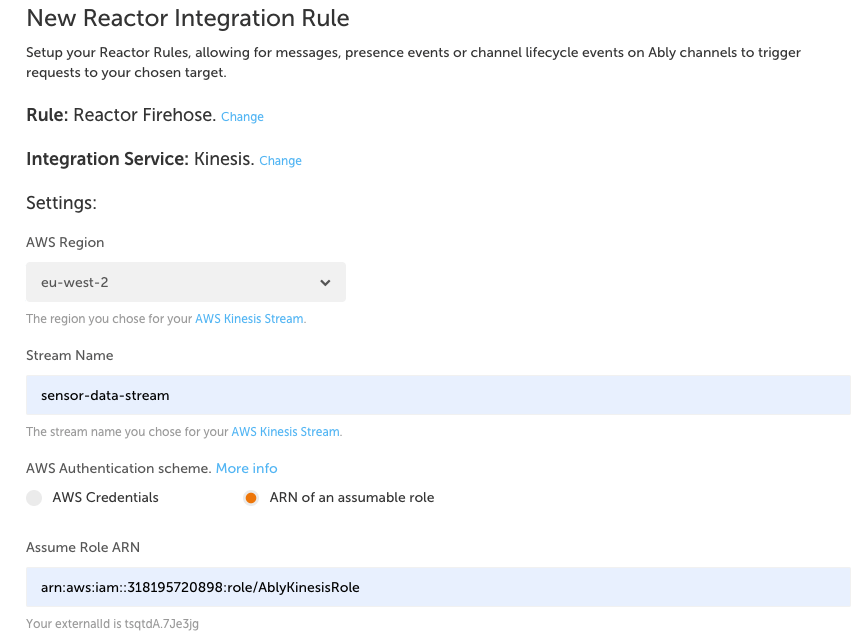 New Reactor Integration Rule
Setup your Reactor Rules, allowing for messages, presence events or channel lifecycle events on Ably channels to trigger
requests to your chosen target.
Rule: Reactor Firehose. Change
Integration Service: Kinesis. Change
Settings:
AWS Region
eu-west-2
The region you chose for your AWS Kinesis Stream.
Stream Name
sensor-data-stream
The stream name you chose for your AWS Kinesis Stream.
AWS Authentication scheme. More info
AWS Credentials ARN of an assumable role
Assume Role ARN
arn:aws:iam::318195720898:role/AblyKinesisRole
Your externalId is tsqtdA.7Je3jg